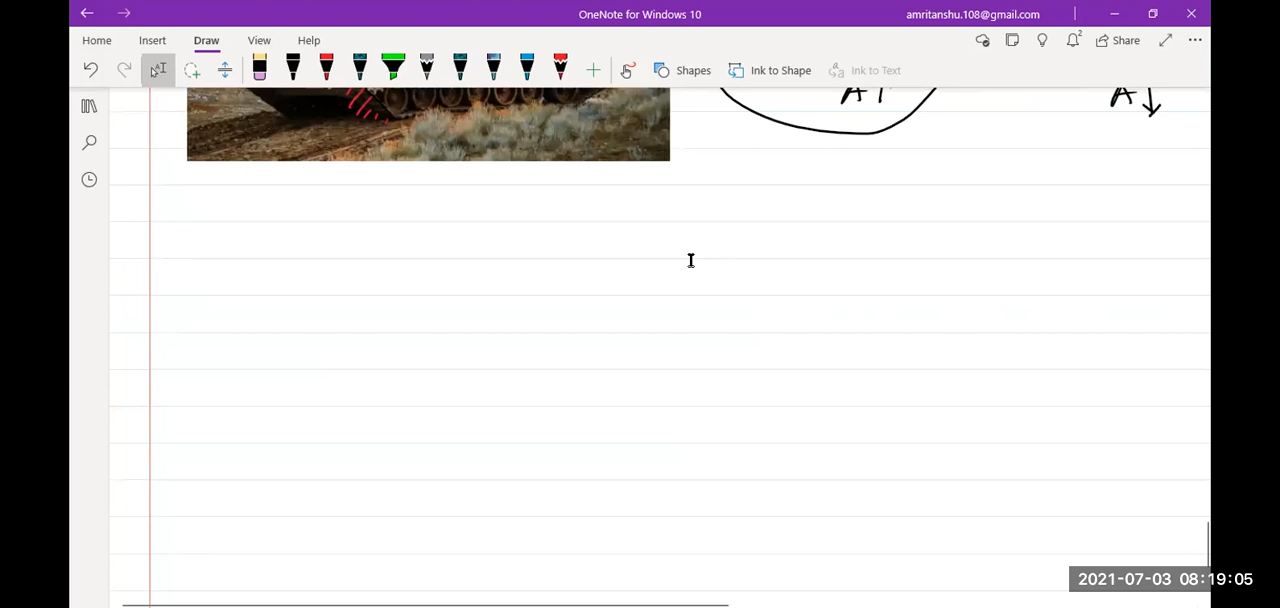 OneNote for Windows 10
amritanshu.108@gmail.com
Home Insert Draw View Help
2
Share
Shapes
Ink to Shape
Ink to Text
A↑
A↓
2021-07-03 08:19:05